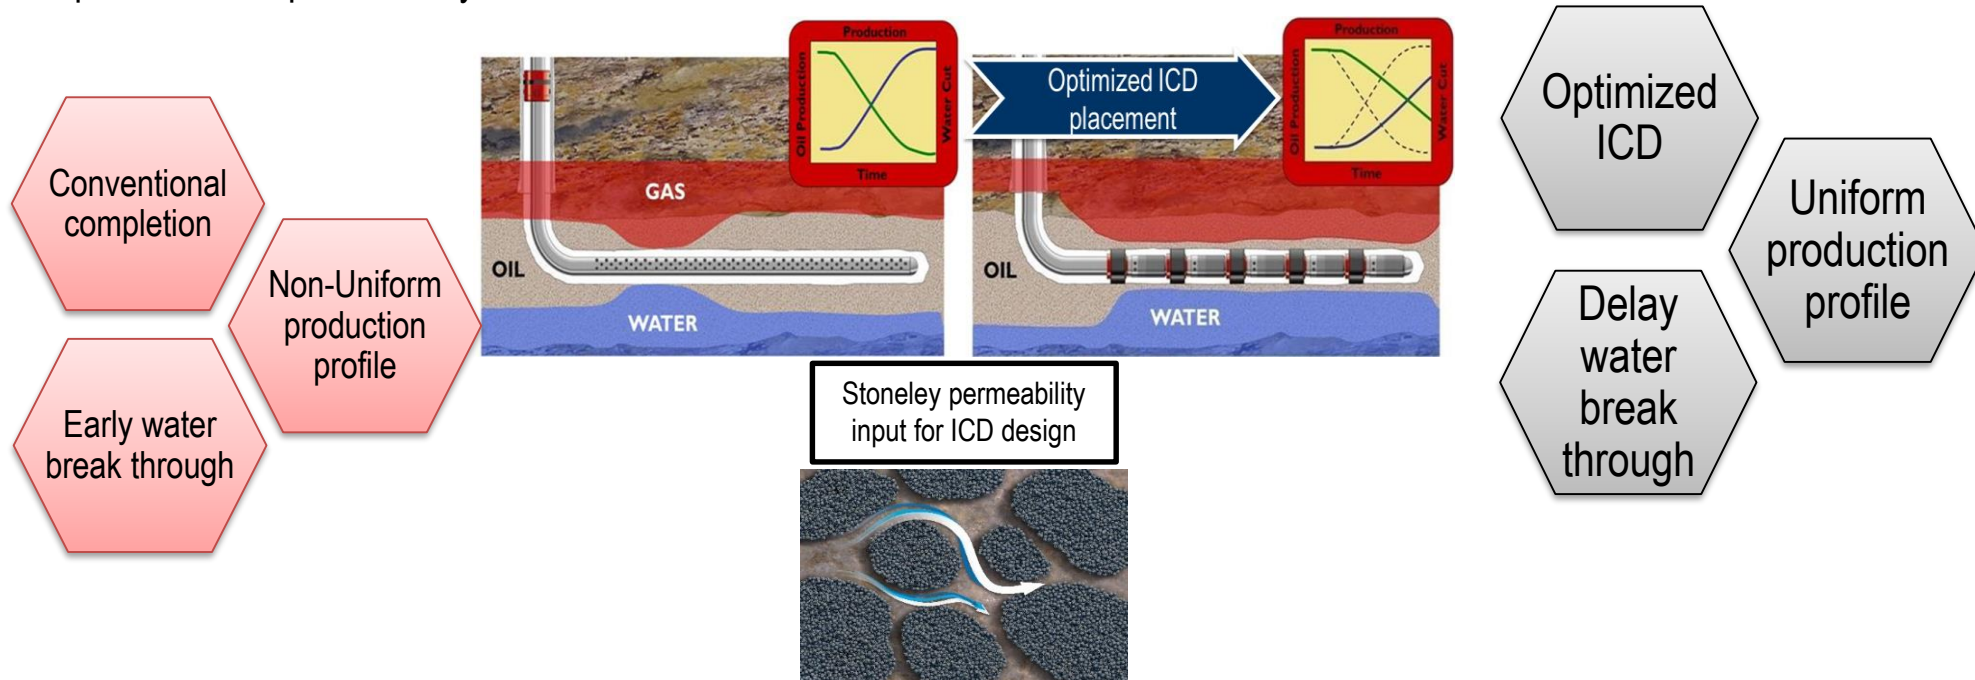 Conventional
completion
Non-Uniform
production
profile
Early water
break through
Production
Oil Production
Water Cut
Time
GAS
OIL
WATER
Optimized ICD
placement
Production
Oil Production
Water Cut
Time
OIL
WATER
Stoneley permeability
input for ICD design
Optimized
ICD
Uniform
production
profile
Delay
water
break
through